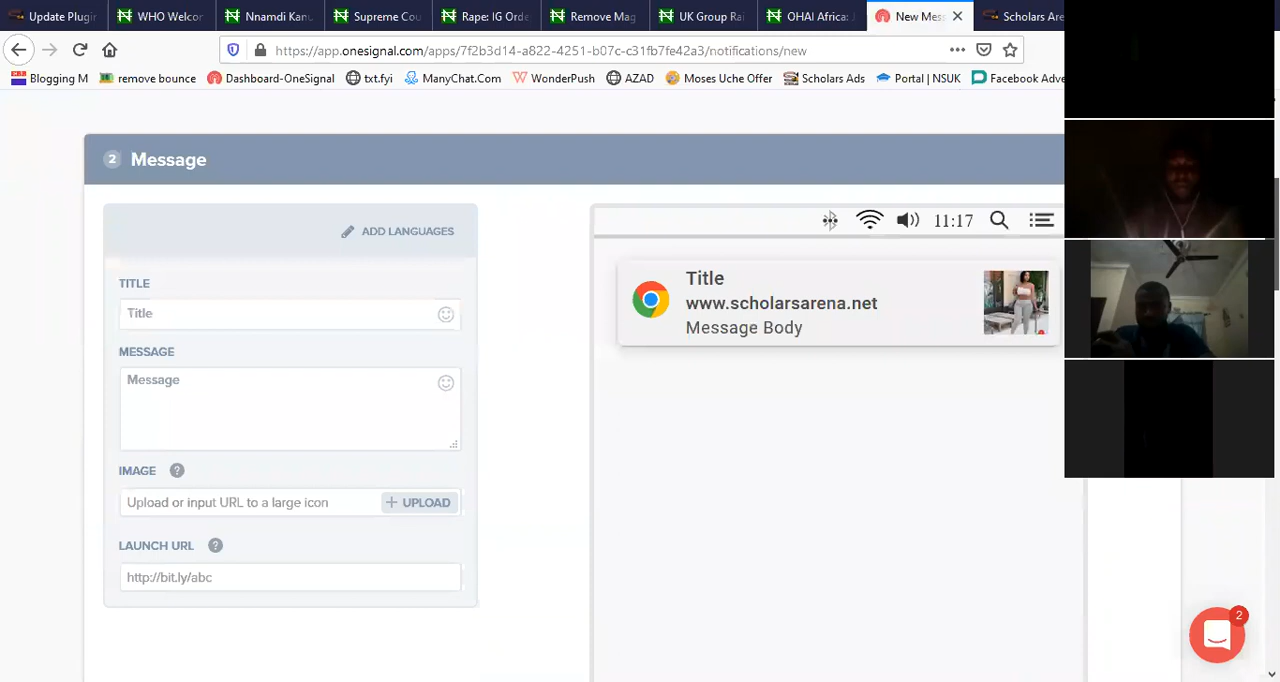 Update Plugin
WHO Welcor
Nnamdi Kanu
Supreme Cou
Rape: IG Orde
Remove Mag
UK Group Rai
OHAI Africa:
New Mess
Scholars Are
https://app.onesignal.com/apps/7f2b3d14-a822-4251-b07c-c31fb7fe42a3/notifications/new
Blogging M
remove bounce
Dashboard-OneSignal
txt.fyi
ManyChat.Com
WonderPush
AZAD
Moses Uche Offer
Scholars Ads
Portal | NSUK
Facebook Adve
2 Message
ADD LANGUAGES
TITLE
Title
MESSAGE
Message
IMAGE ?
Upload or input URL to a large icon
+ UPLOAD
LAUNCH URL ?
http://bit.ly/abc
11:17
Title
www.scholarsarena.net
Message Body
2